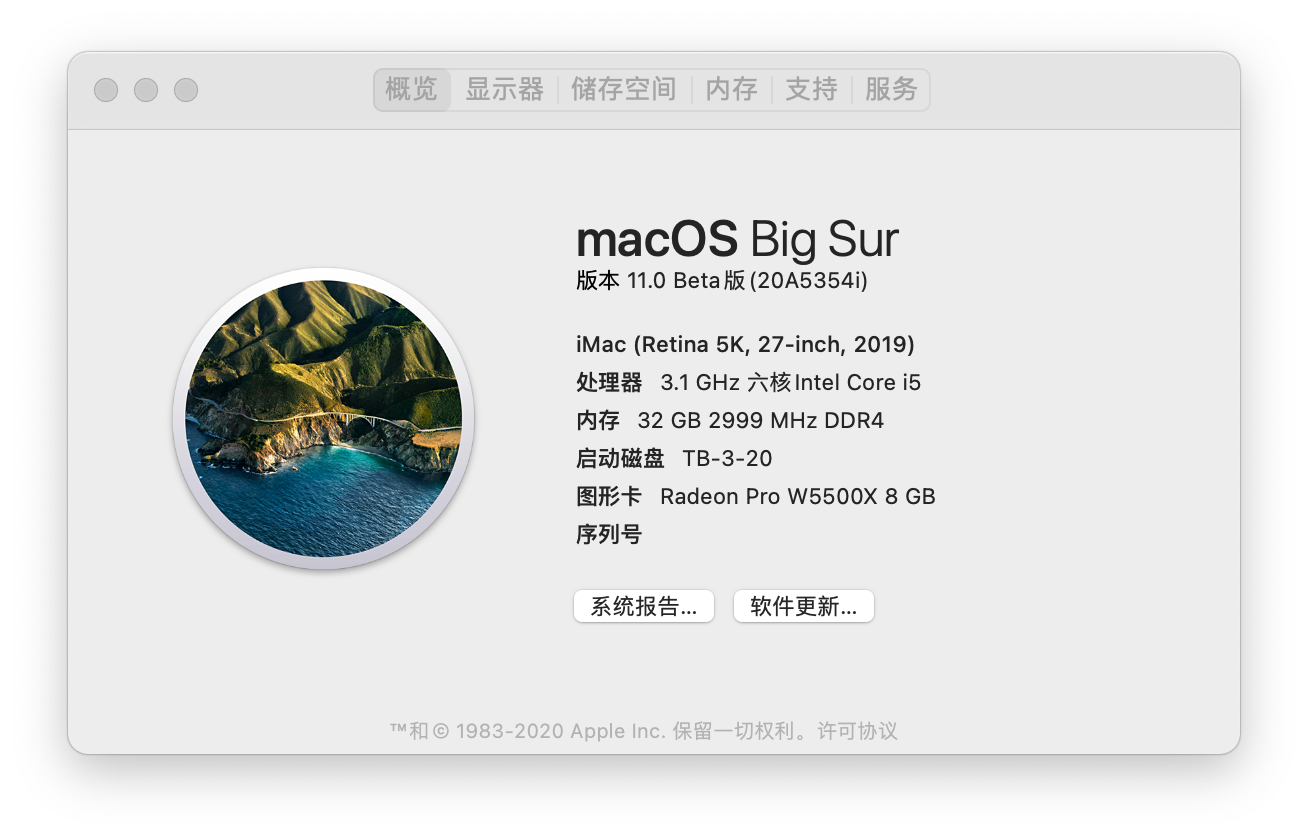 概览 显示器 储存空间 内存 支持 服务
macOS Big Sur
版本 11.0 Beta版(20A5354i)
iMac (Retina 5K, 27-inch, 2019)
处理器 3.1 GHz 六核Intel Core i5
内存 32 GB 2999 MHz DDR4
启动磁盘 TB-3-20
图形卡 Radeon Pro W5500X 8 GB
序列号
系统报告... 软件更新...
™和© 1983-2020 Apple Inc. 保留一切权利。许可协议